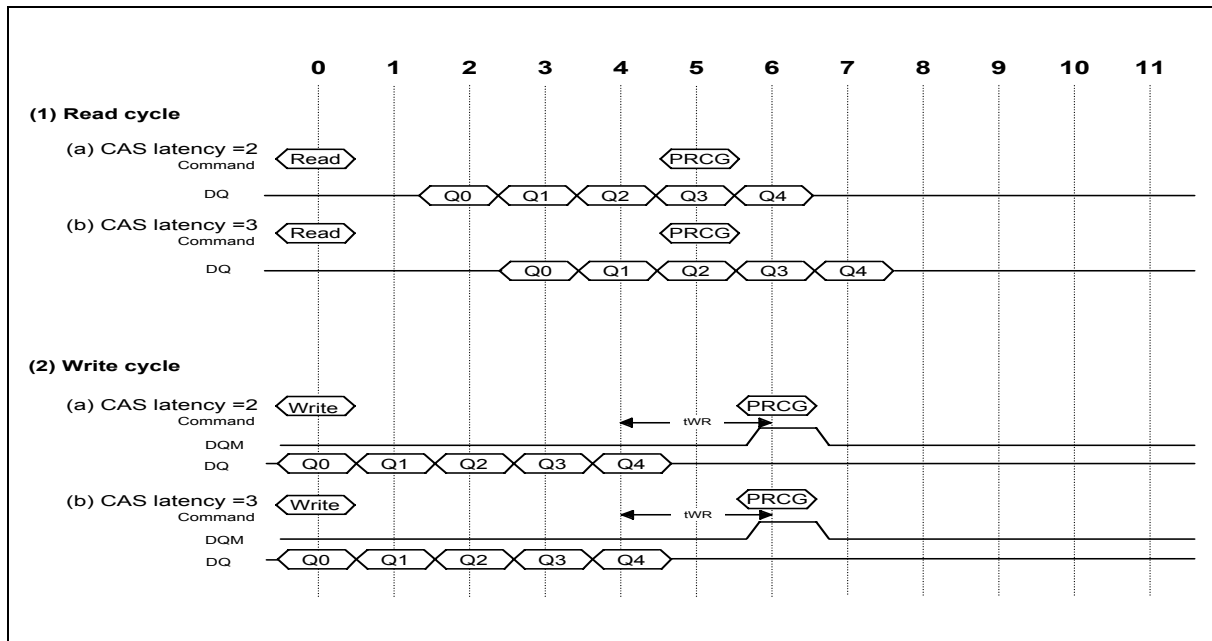 0 1 2 3 4 5 6 7 8 9 10 11
(1) Read cycle
(a) CAS latency =2
Command Read PRCG
DQ Q0 Q1 Q2 Q3 Q4
(b) CAS latency =3
Command Read PRCG
DQ Q0 Q1 Q2 Q3 Q4
(2) Write cycle
(a) CAS latency =2
Command Write tWR PRCG
DQM
DQ Q0 Q1 Q2 Q3 Q4
(b) CAS latency =3
Command Write tWR PRCG
DQM
DQ Q0 Q1 Q2 Q3 Q4